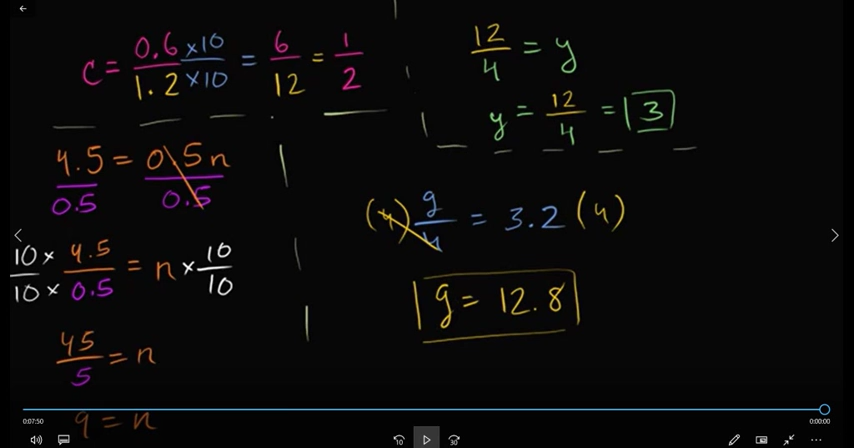 c = 0.6/1.2 ×10/×10 = 6/12 = 1/2
4.5/0.5 = 0.5n/0.5
10/10 × × 4.5/0.5 = n × 10/10
45/5 = n
9 = n
12/4 = y
y = 12/4 = 3
(4) g/4 = 3.2 (4)
g = 12.8
0:07:50
0:00:00
10
30